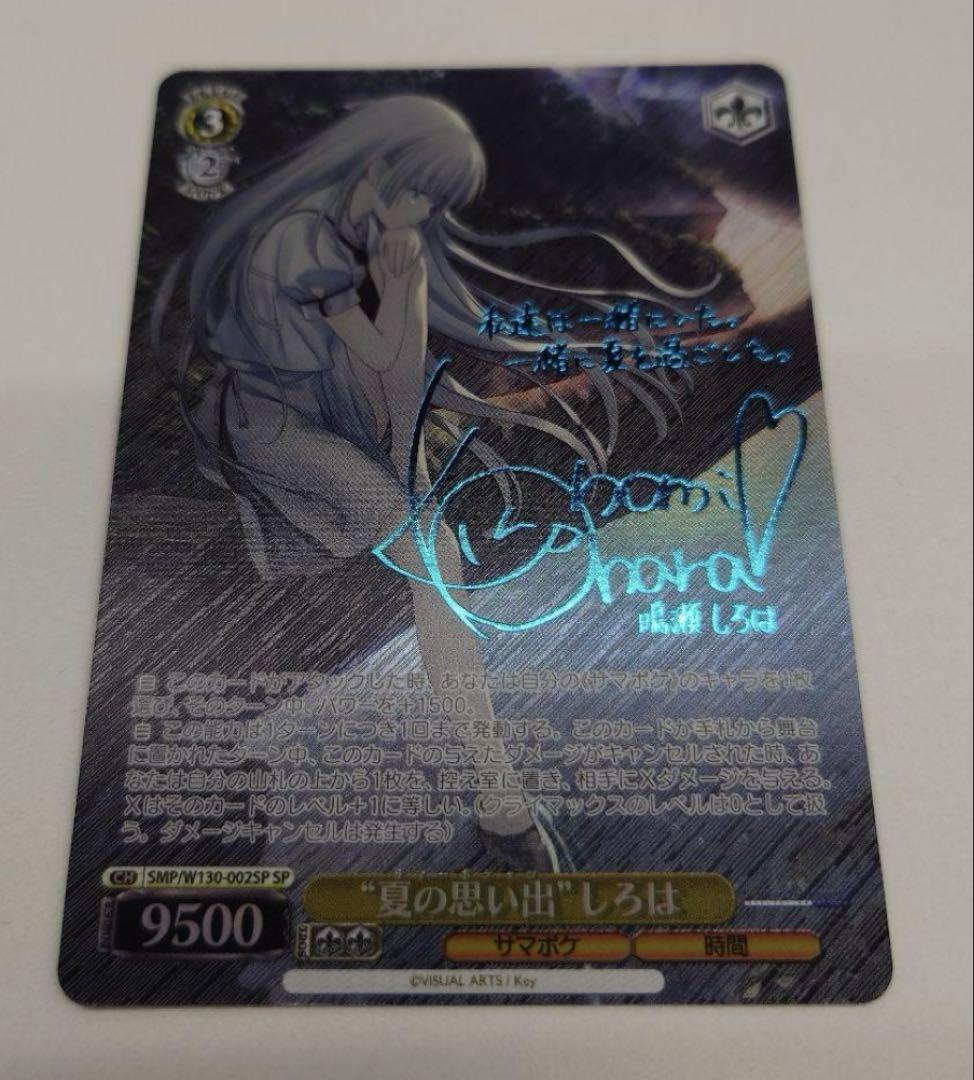 3
2
私達は一緒にいた。
一緒に夏を過ごした。
Konomi
Kohara
鳴瀬 しろは
自 このカードがアタックした時、あなたは自分の《サマポケ》のキャラを1枚
選び、そのターン中、パワーを＋1500。
自 この能力は1ターンにつき1回まで発動する。このカードが手札から舞台
に置かれたターン中、このカードの与えたダメージがキャンセルされた時、あ
なたは自分の山札の上から1枚を、控え室に置き、相手にXダメージを与える。
Xはそのカードのレベル＋1に等しい。（クライマックスのレベルは0として扱
う。ダメージキャンセルは発生する）
CH SMP/W130-002SP SP
“夏の思い出”しろは
9500
サマポケ 時間
©VISUAL ARTS / Key